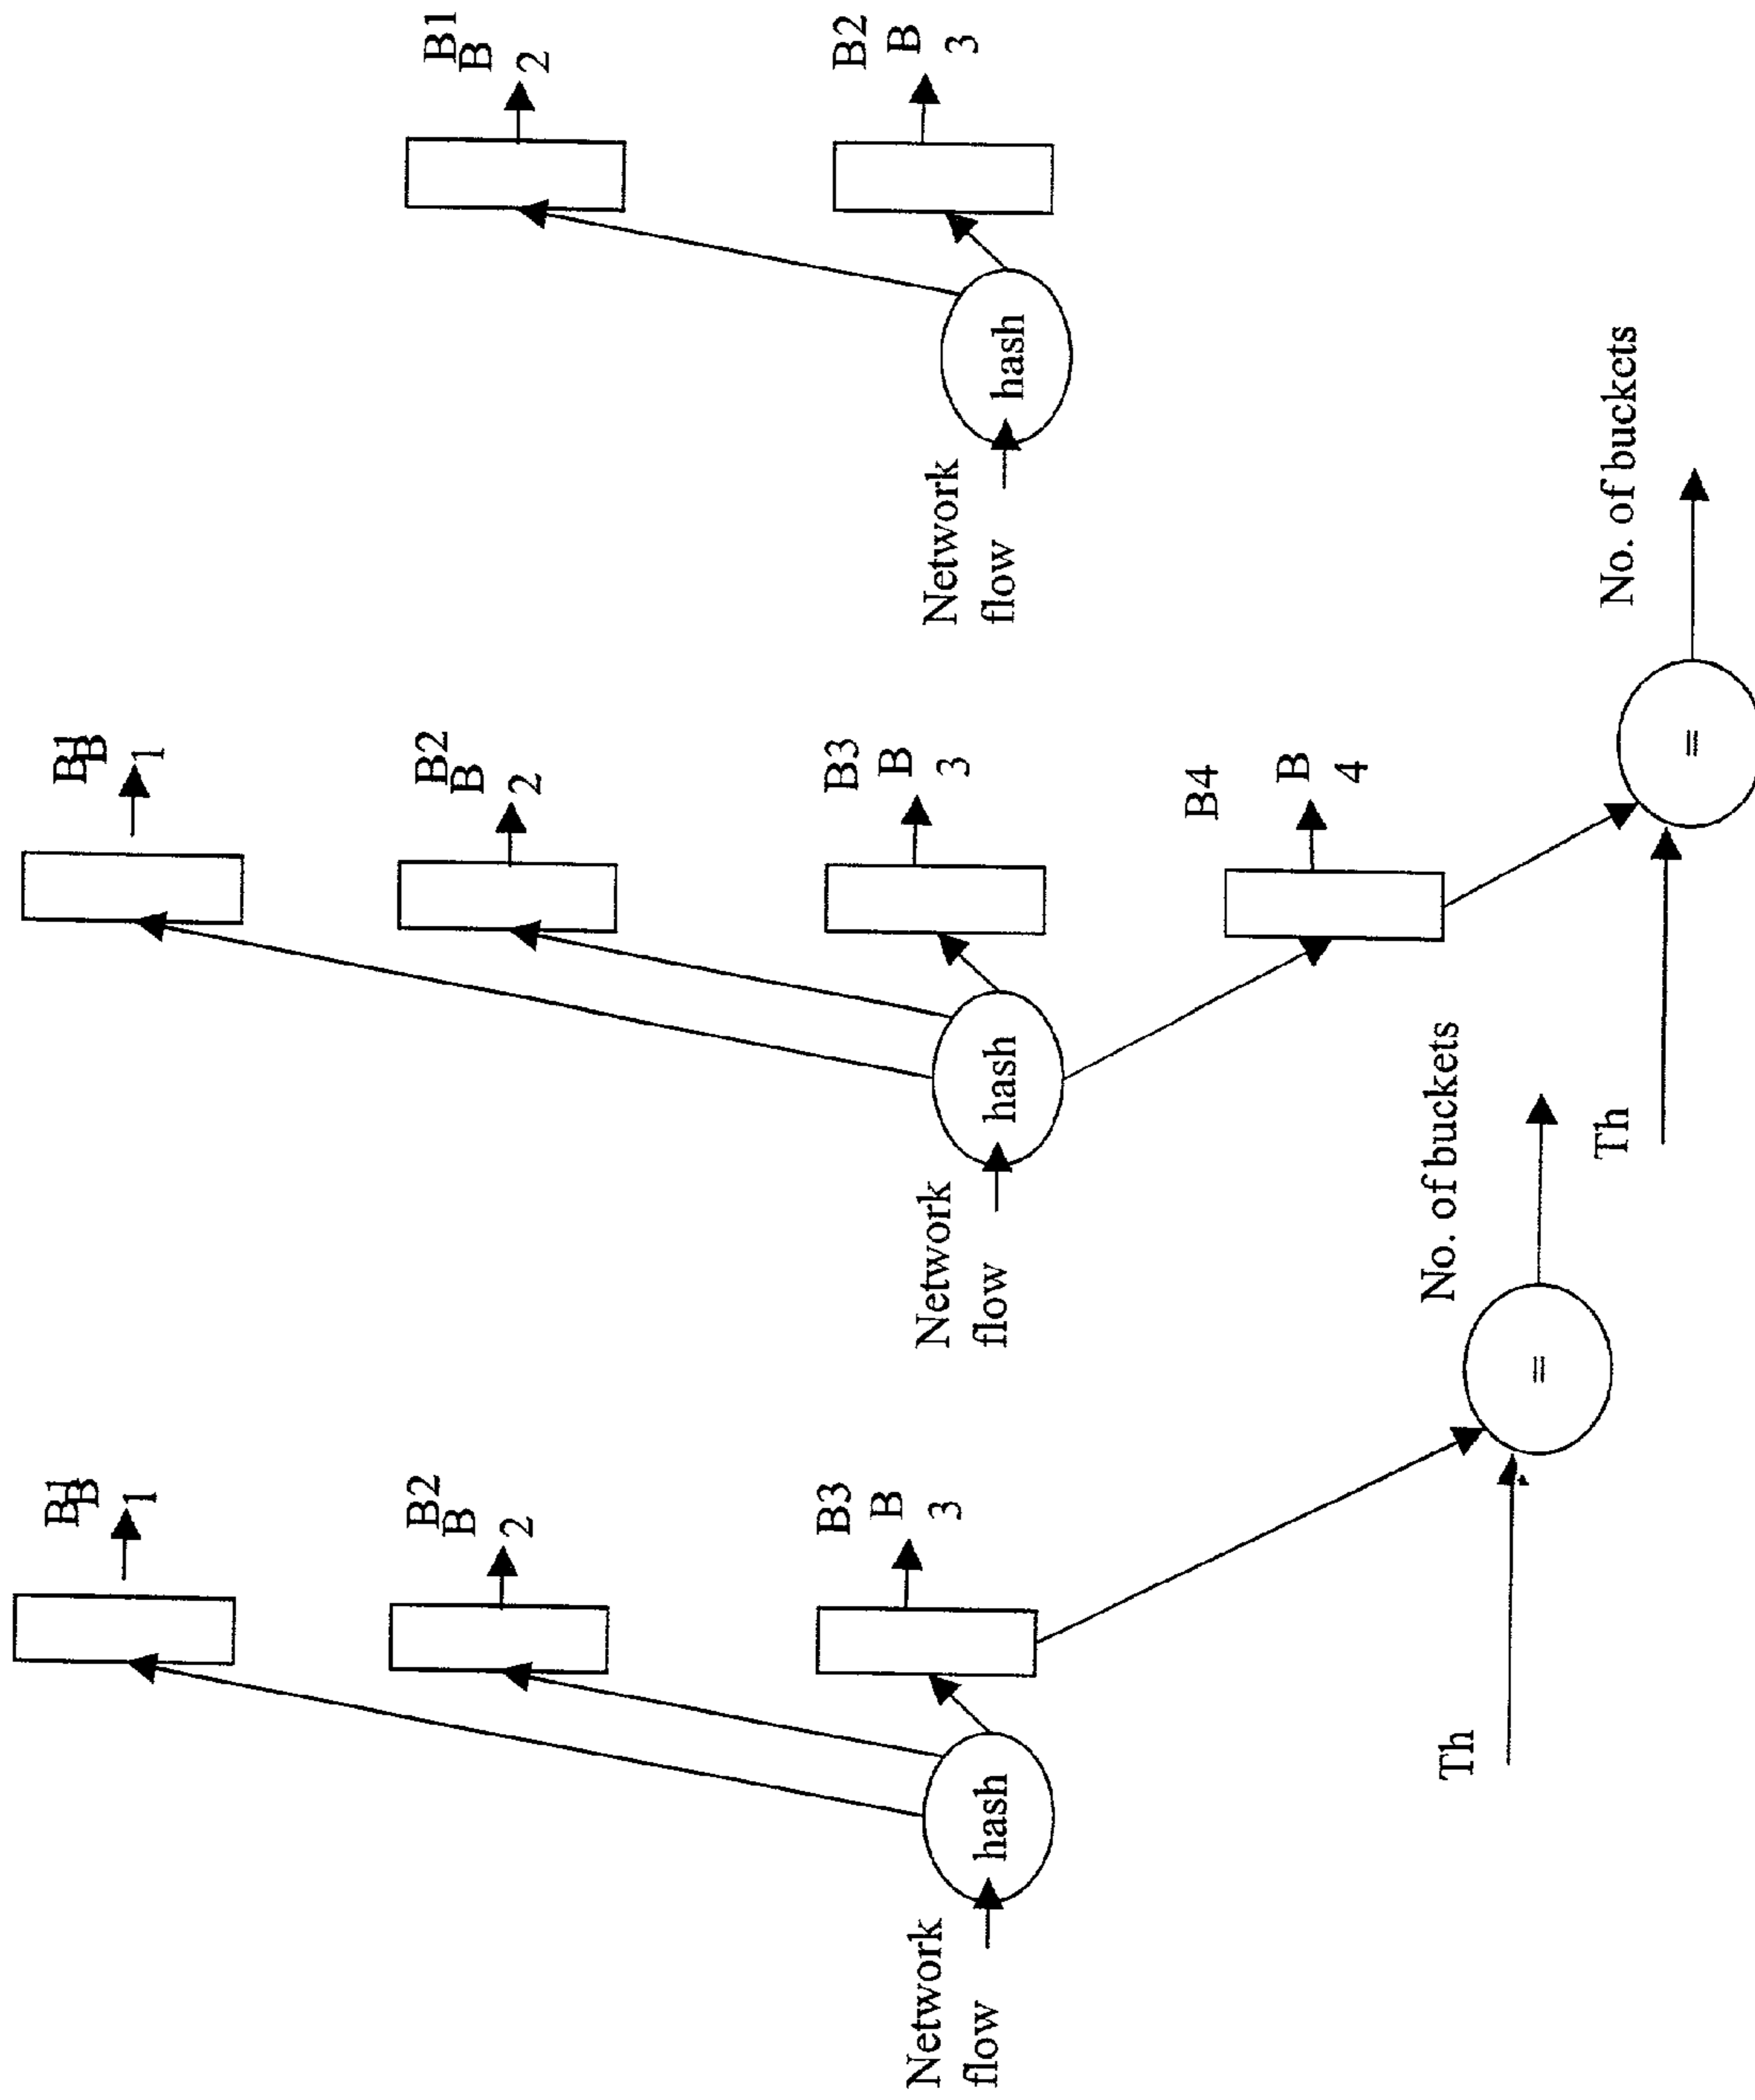 B1
B
1
B2
B
2
B3
B
3
Network
flow
hash
Th
=
No. of buckets
B1
B
1
B2
B
2
B3
B
3
B4
B
4
Network
flow
hash
Th
=
No. of buckets
B1
B
2
B2
B
3
Network
flow
hash